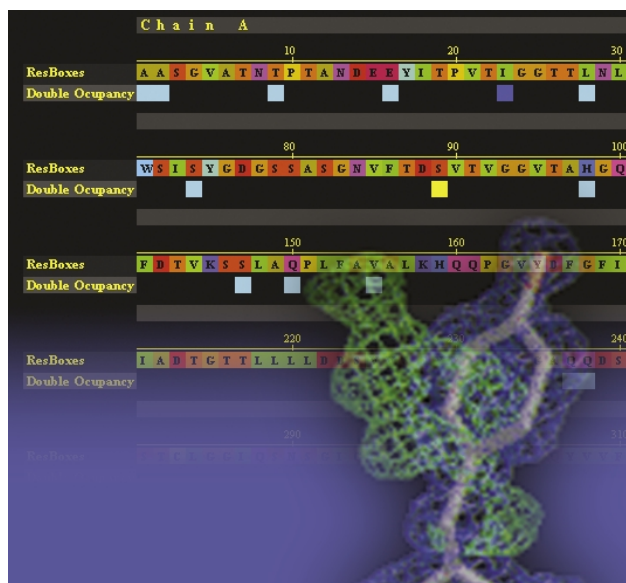 Chain A
10 20 30
ResBoxes A A S G V A T N T P T A N D E E Y I T P V T I G G T T L N L
Double Ocupancy
80 90 100
ResBoxes W S I S Y G D G S S A S G N V F T D S V T V G G V T A H G Q
Double Ocupancy
150 160 170
ResBoxes F D T V K S S L A Q P L F A V A L K H Q Q P G V Y D F G F I
Double Ocupancy
220 240
ResBoxes I A D T G T T L L L L D Q D S
Double Ocupancy
290 310
ResBoxes